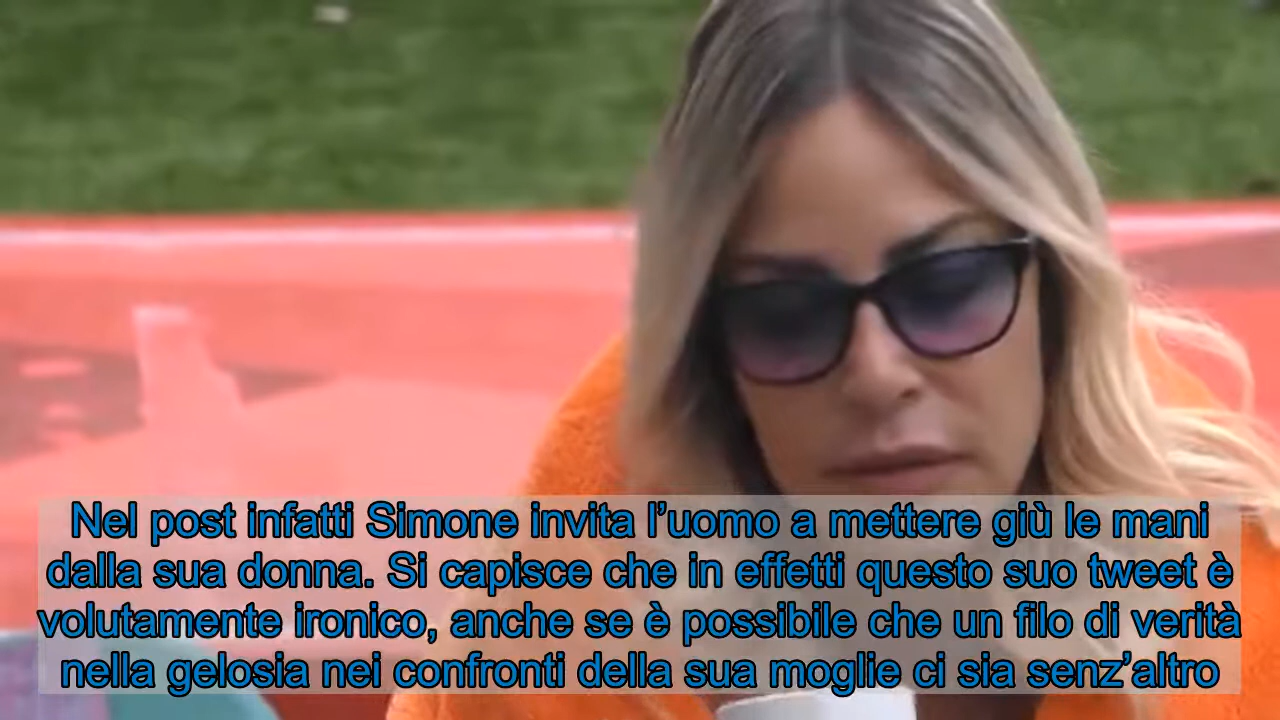 Nel post infatti Simone invita l’uomo a mettere giù le mani
dalla sua donna. Si capisce che in effetti questo suo tweet è
volutamente ironico, anche se è possibile che un filo di verità
nella gelosia nei confronti della sua moglie ci sia senz’altro